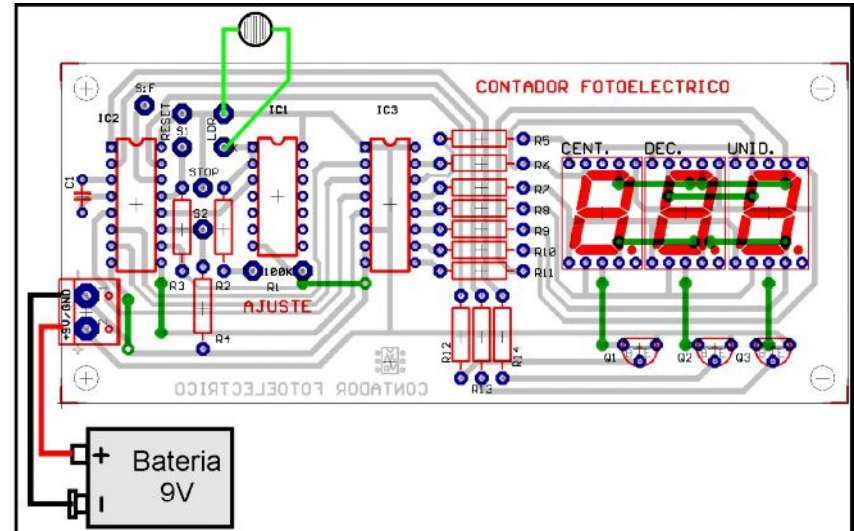 CONTADOR FOTOELECTRICO
S:F
IC2
RESET
S1
LDR
IC1
IC3
R5
CENT.
DEC.
UNID.
R6
STOP
C1
R7
R8
S2
R9
R10
R3
R2
100K
R1
R11
+9V/GND
AJUSTE
R4
R12
R13
R14
Q1
Q2
Q3
CONTADOR FOTOELECTRICO
+
Bateria
9V
-